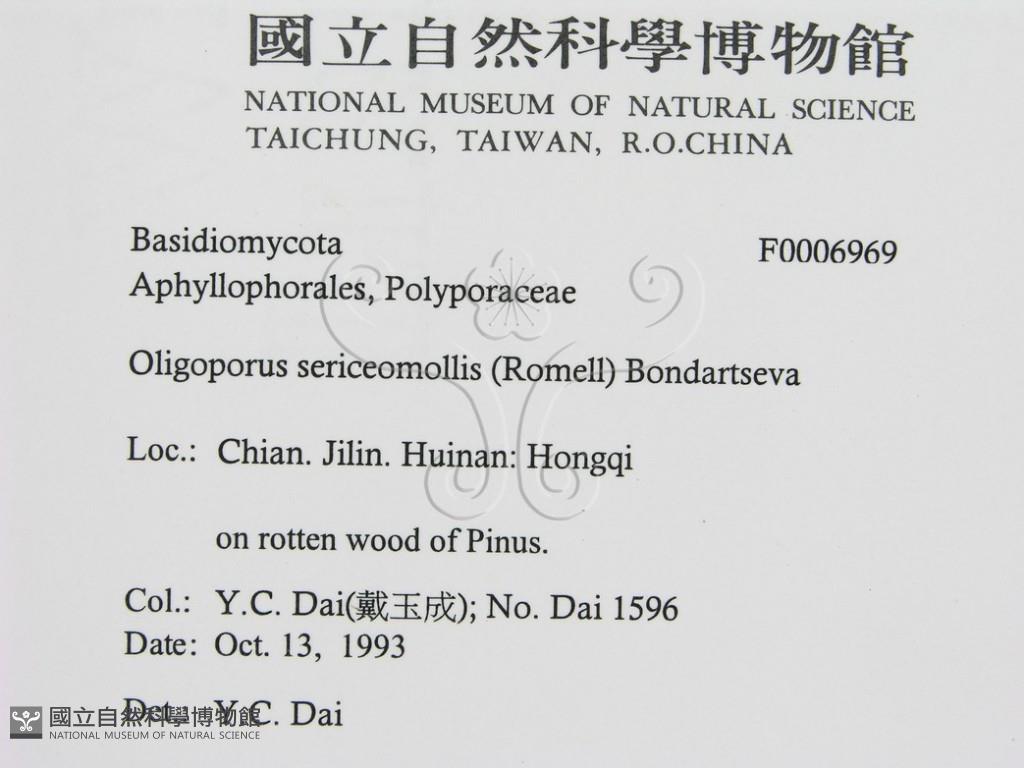 國立自然科學博物館
NATIONAL MUSEUM OF NATURAL SCIENCE
TAICHUNG, TAIWAN, R.O.CHINA
Basidiomycota F0006969
Aphyllophorales, Polyporaceae
Oligoporus sericeomollis (Romell) Bondartseva
Loc.: Chian. Jilin. Huinan: Hongqi
on rotten wood of Pinus.
Col.: Y.C. Dai(戴玉成); No. Dai 1596
Date: Oct. 13, 1993
Det.: Y.C. Dai
國立自然科學博物館
NATIONAL MUSEUM OF NATURAL SCIENCE